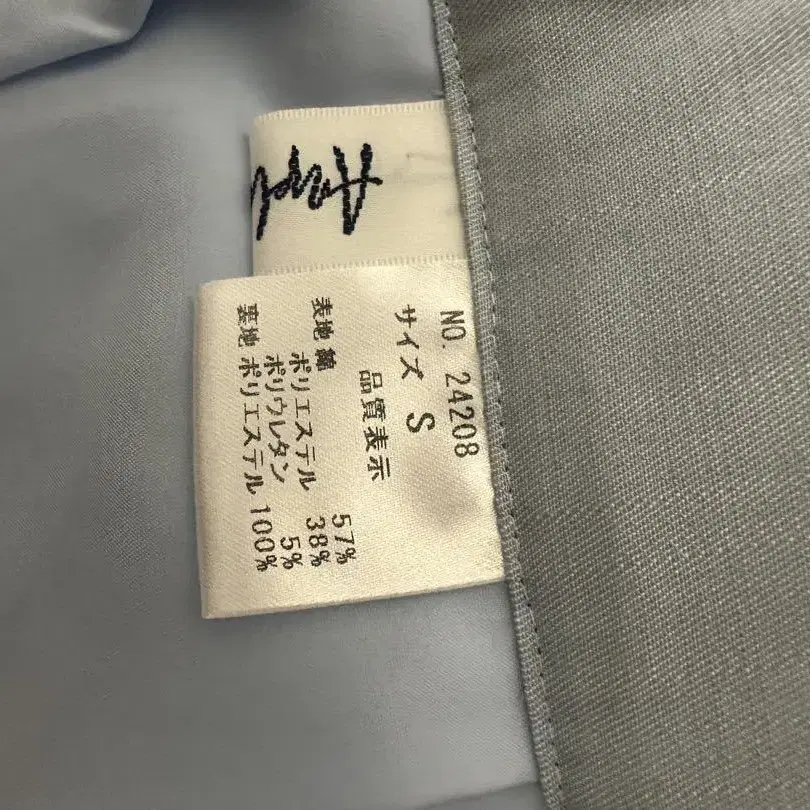 NO. 24208
サイズ S
品質表示
表地 綿 57%
ポリエステル 38%
ポリウレタン 5%
裏地 ポリエステル 100%